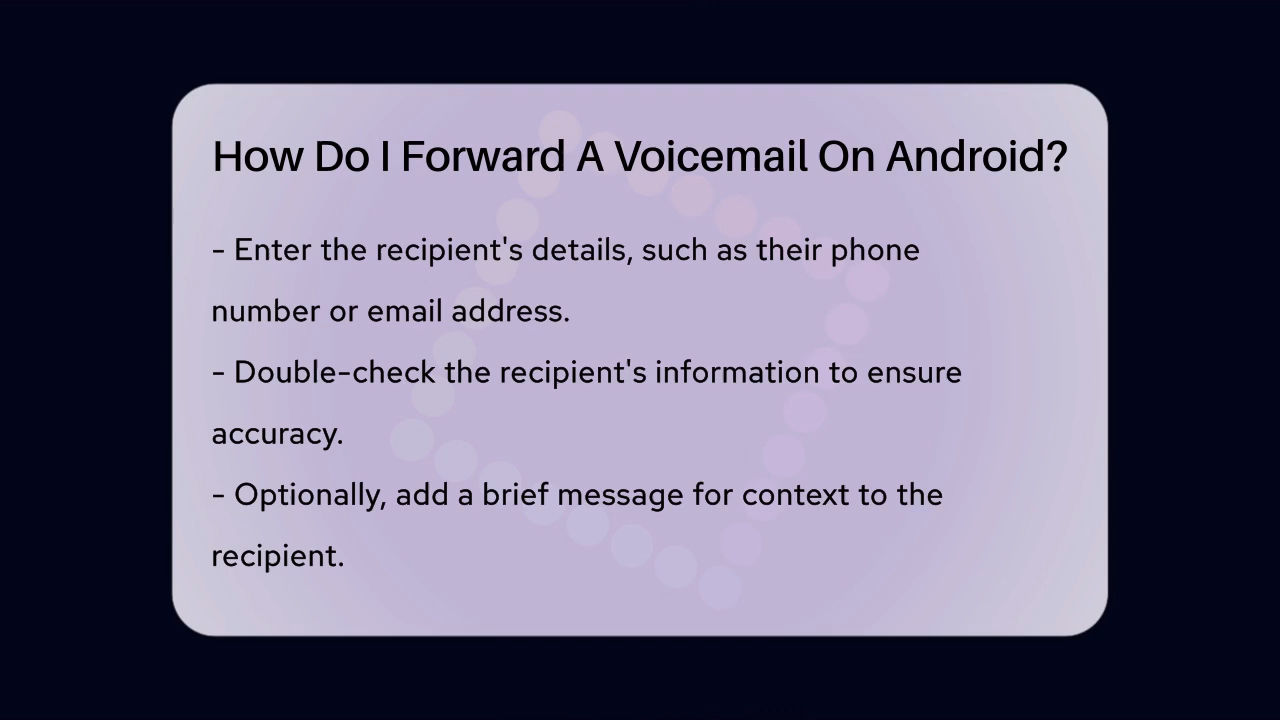 How Do I Forward A Voicemail On Android?
- Enter the recipient's details, such as their phone
number or email address.
- Double-check the recipient's information to ensure
accuracy.
- Optionally, add a brief message for context to the
recipient.